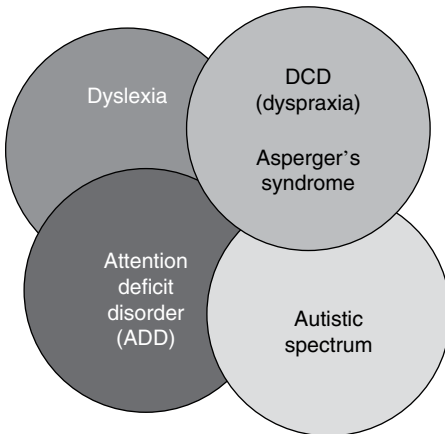 Dyslexia
DCD
(dyspraxia)
Asperger’s
syndrome
Attention
deficit
disorder
(ADD)
Autistic
spectrum